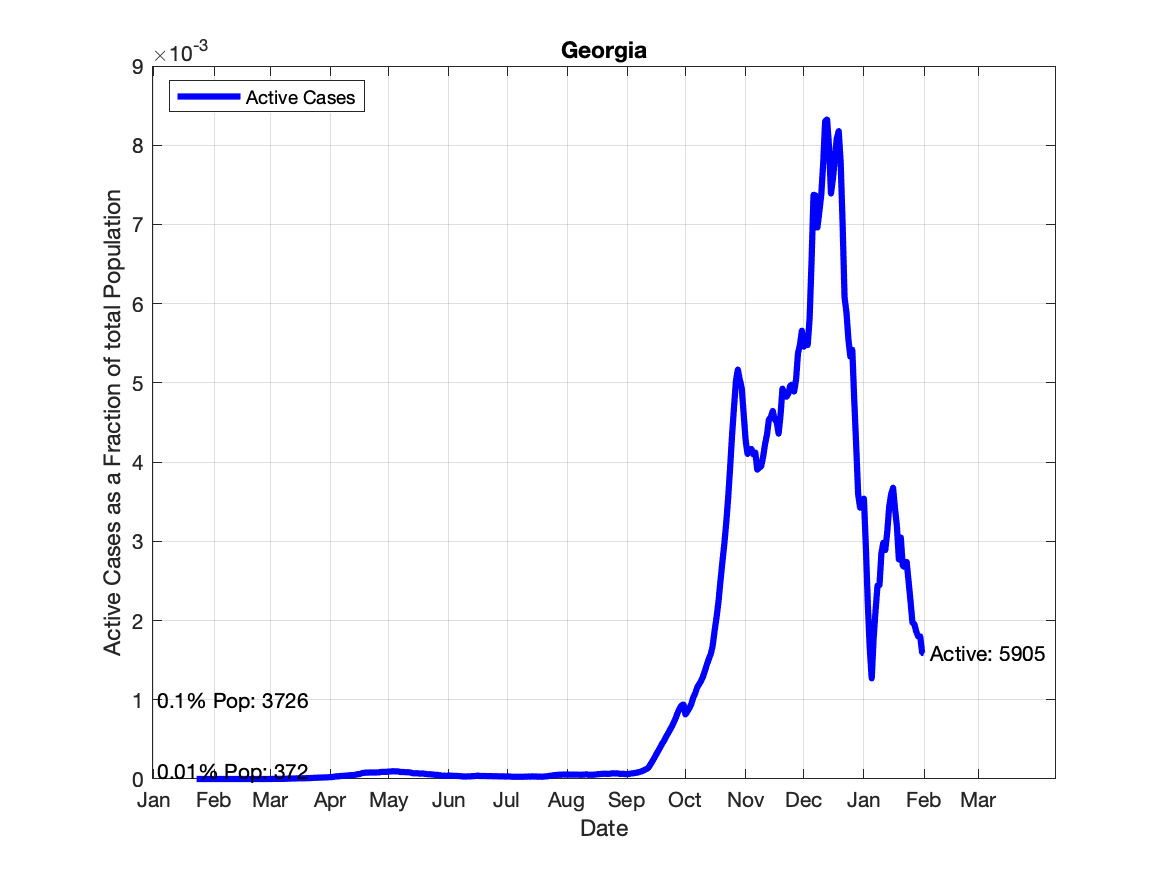 Georgia
×10-3
Active Cases
9
8
7
6
5
4
3
2
1
0
Active Cases as a Fraction of total Population
Active: 5905
0.1% Pop: 3726
0.01% Pop: 372
Jan Feb Mar Apr May Jun Jul Aug Sep Oct Nov Dec Jan Feb Mar
Date